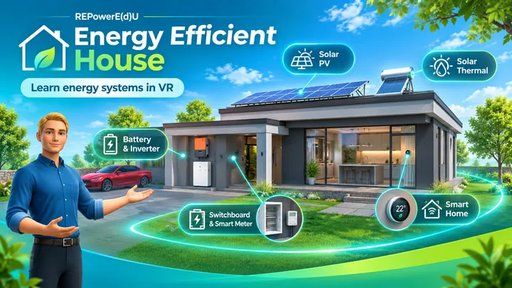 REPowerE(d)U
Energy Efficient
House
Learn energy systems in VR
Solar
PV
Solar
Thermal
Battery
& Inverter
Switchboard
& Smart Meter
22°
Smart
Home